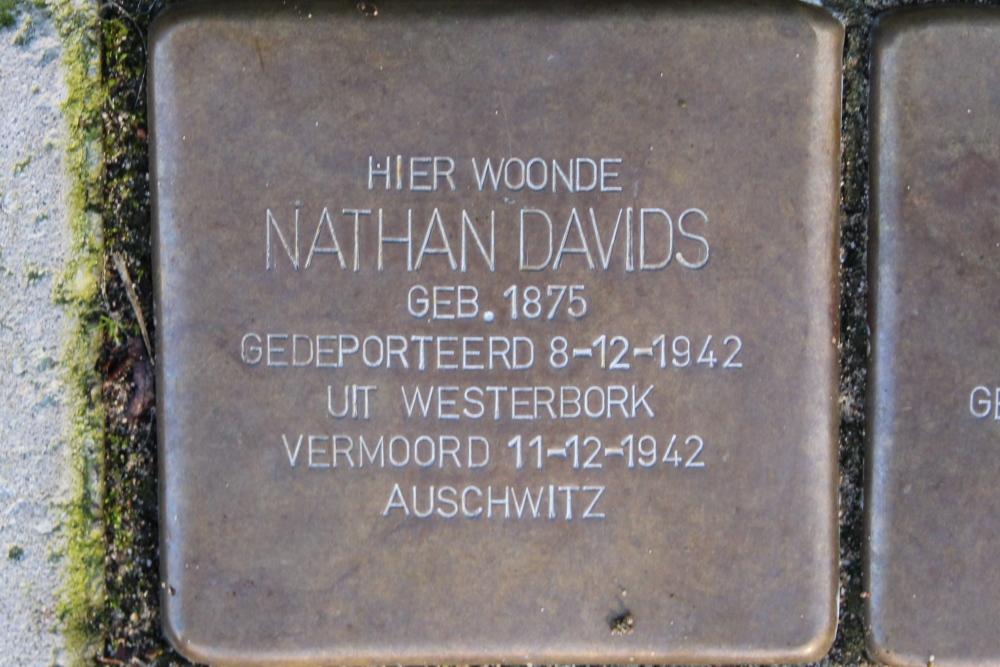 HIER WOONDE
NATHAN DAVIDS
GEB. 1875
GEDEPORTEERD 8-12-1942
UIT WESTERBORK
VERMOORD 11-12-1942
AUSCHWITZ